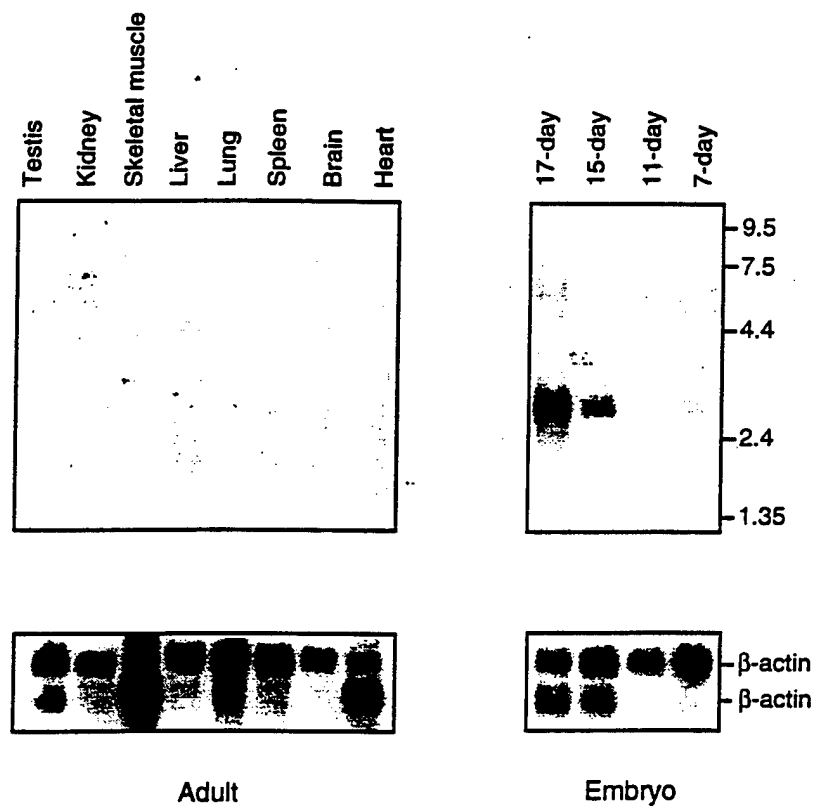 Testis
Kidney
Skeletal muscle
Liver
Lung
Spleen
Brain
Heart
17-day
15-day
11-day
7-day
9.5
7.5
4.4
2.4
1.35
β-actin
β-actin
Adult
Embryo